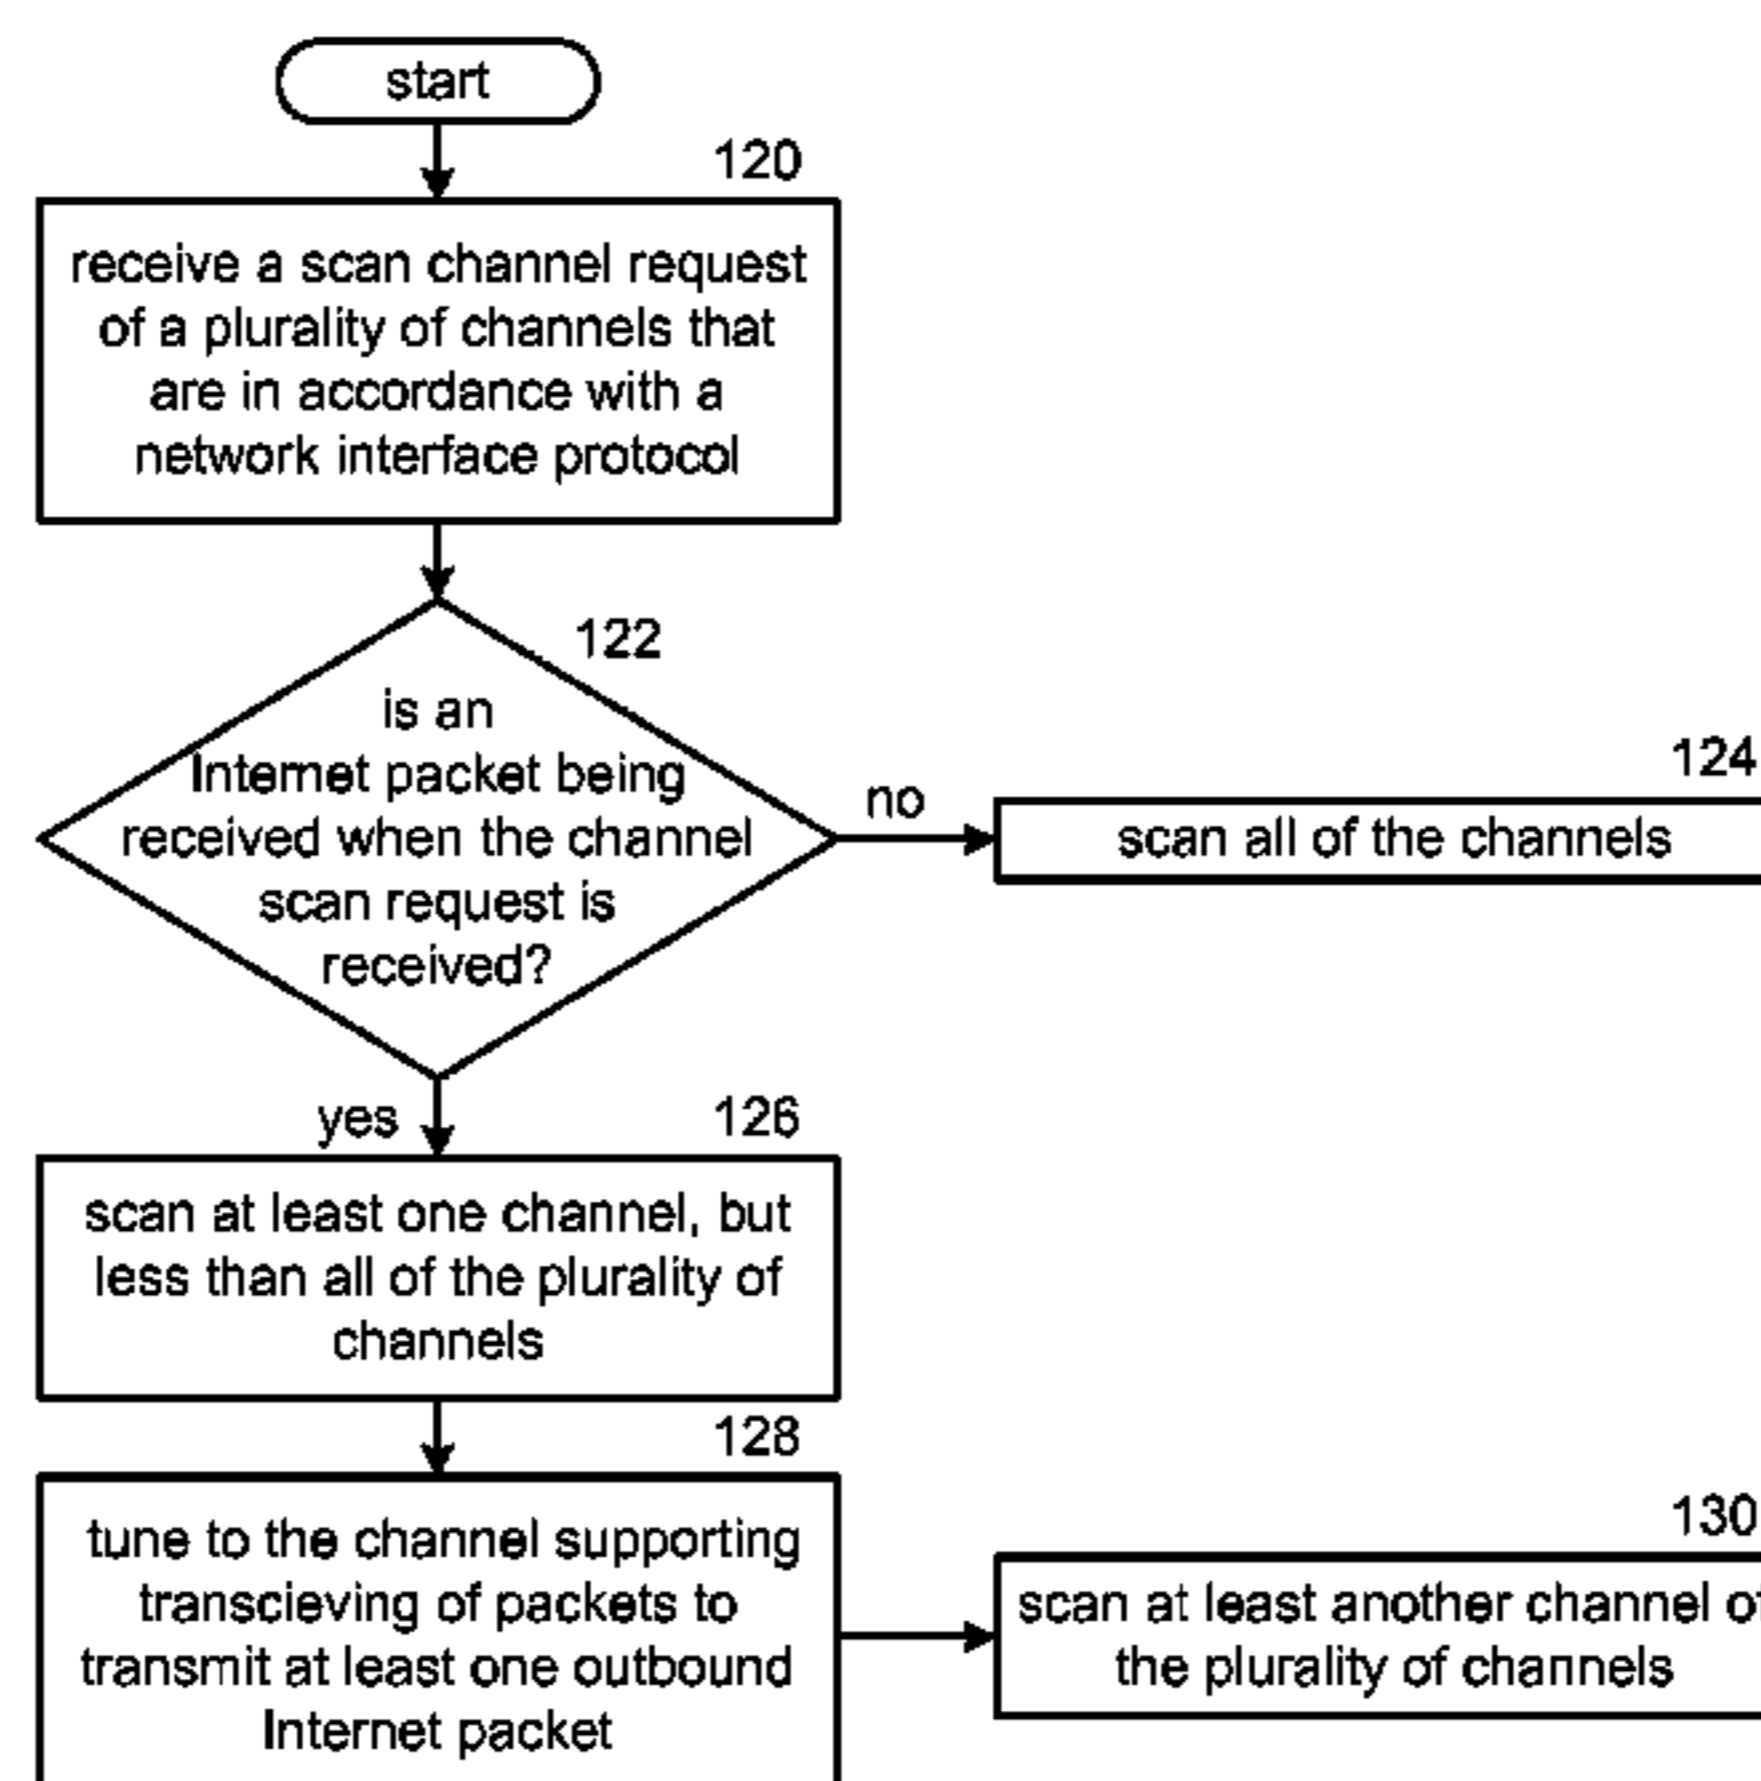 start
120
receive a scan channel request
of a plurality of channels that
are in accordance with a
network interface protocol
122
is an
Internet packet being
received when the channel
scan request is
received?
no
124
scan all of the channels
yes
126
scan at least one channel, but
less than all of the plurality of
channels
128
tune to the channel supporting
transcieving of packets to
transmit at least one outbound
Internet packet
130
scan at least another channel of
the plurality of channels